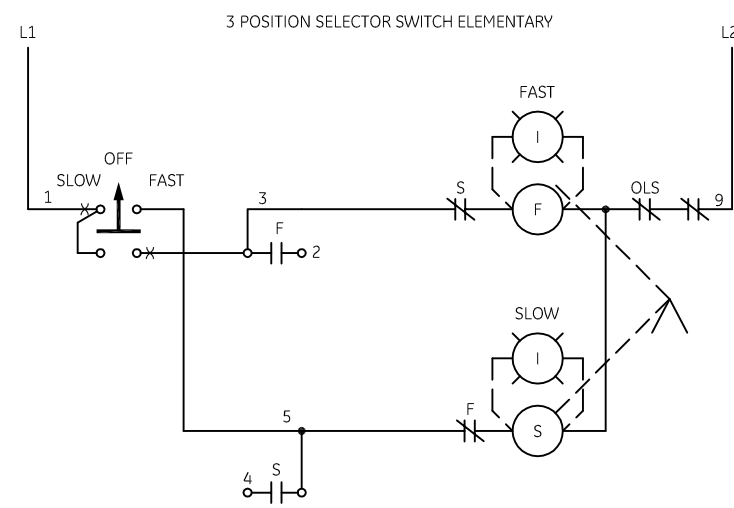 3 POSITION SELECTOR SWITCH ELEMENTARY
L1
L2
FAST
I
OFF
SLOW
FAST
1
3
S
F
OLS
9
F
2
SLOW
I
5
F
S
4
S